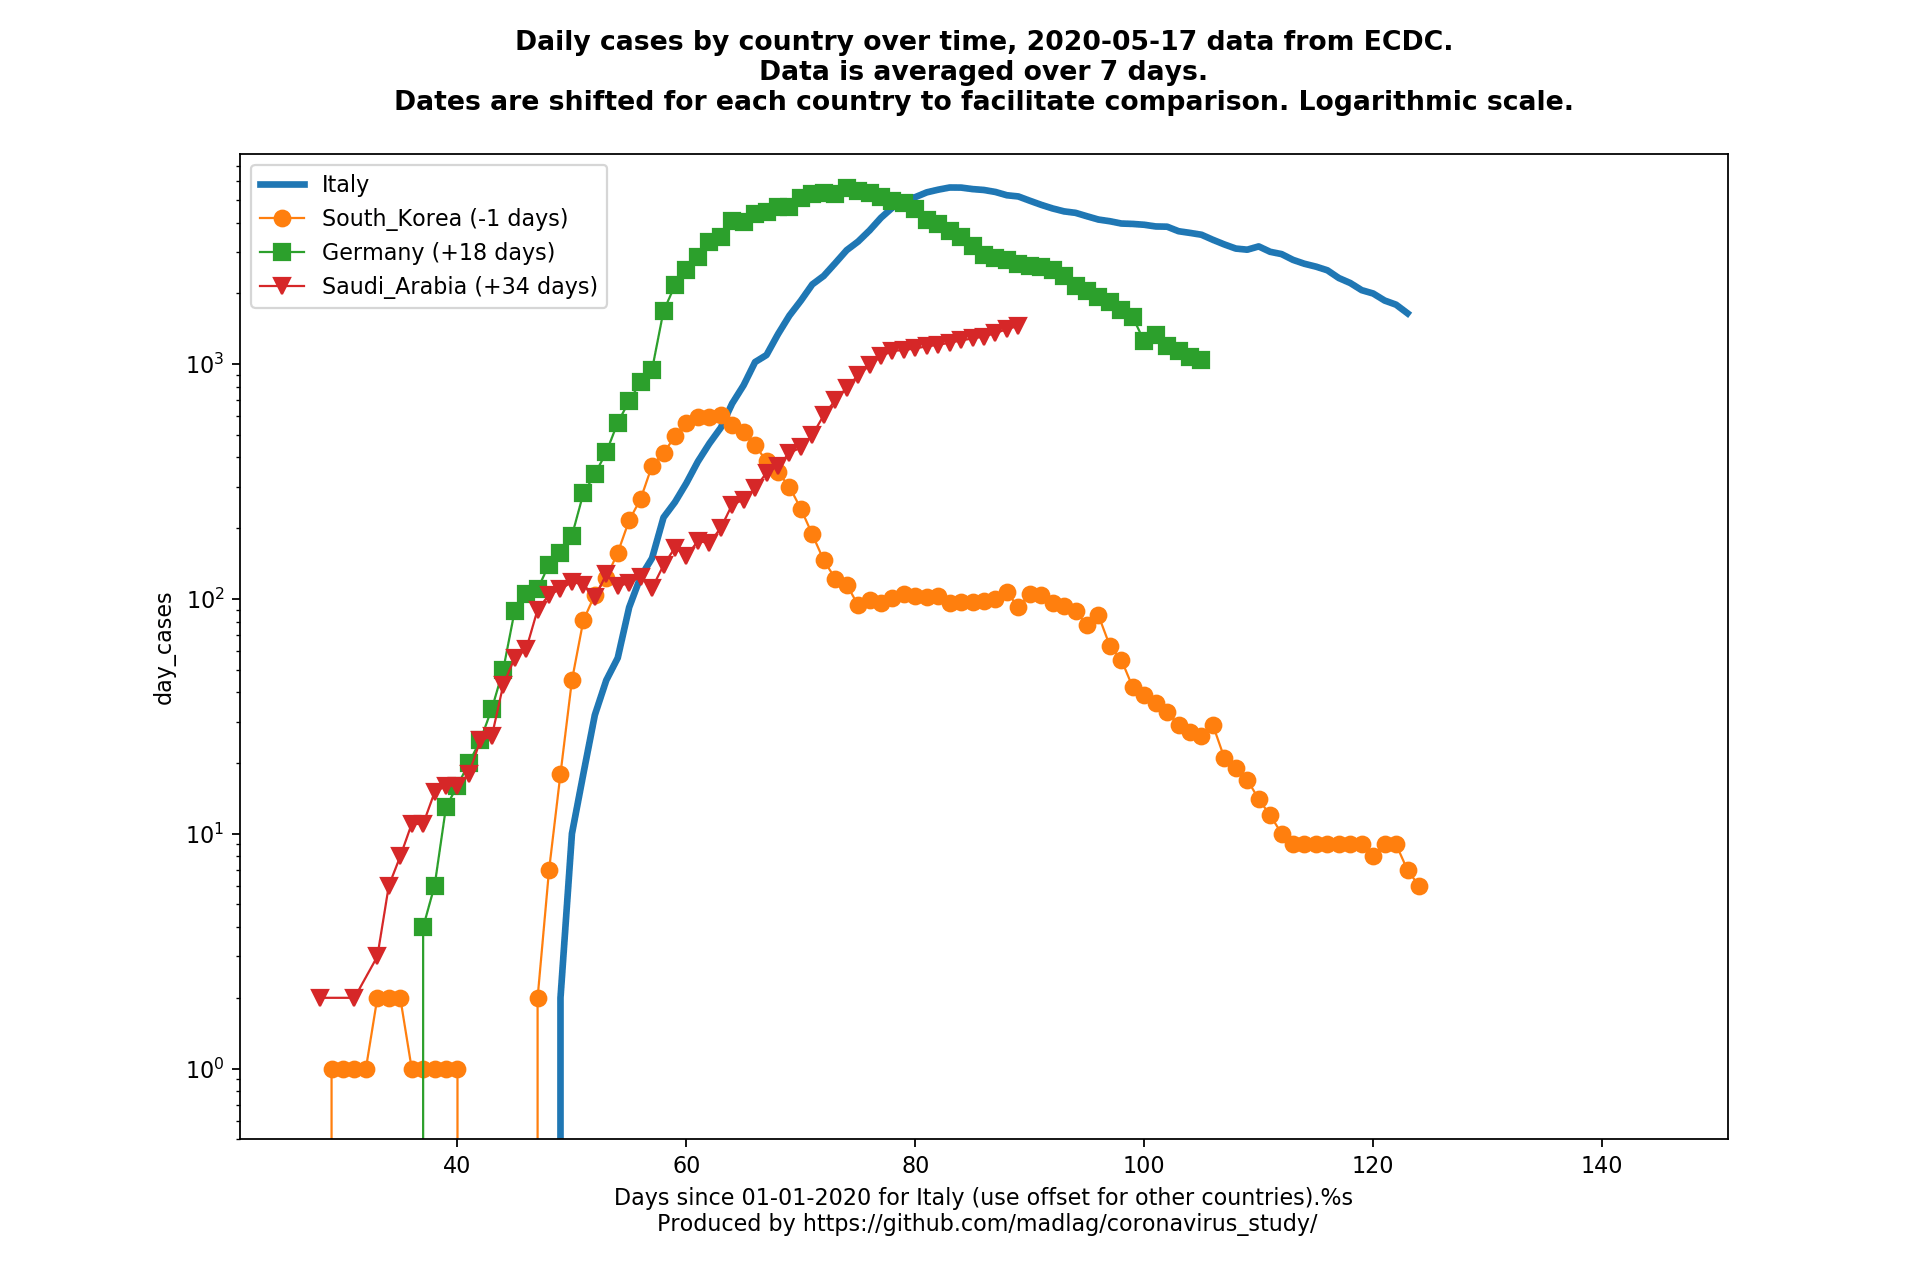 Daily cases by country over time, 2020-05-17 data from ECDC.
Data is averaged over 7 days.
Dates are shifted for each country to facilitate comparison. Logarithmic scale.
Italy
South_Korea (-1 days)
Germany (+18 days)
Saudi_Arabia (+34 days)
day_cases
10³
10²
10¹
10⁰
40 60 80 100 120 140
Days since 01-01-2020 for Italy (use offset for other countries).%s
Produced by https://github.com/madlag/coronavirus_study/